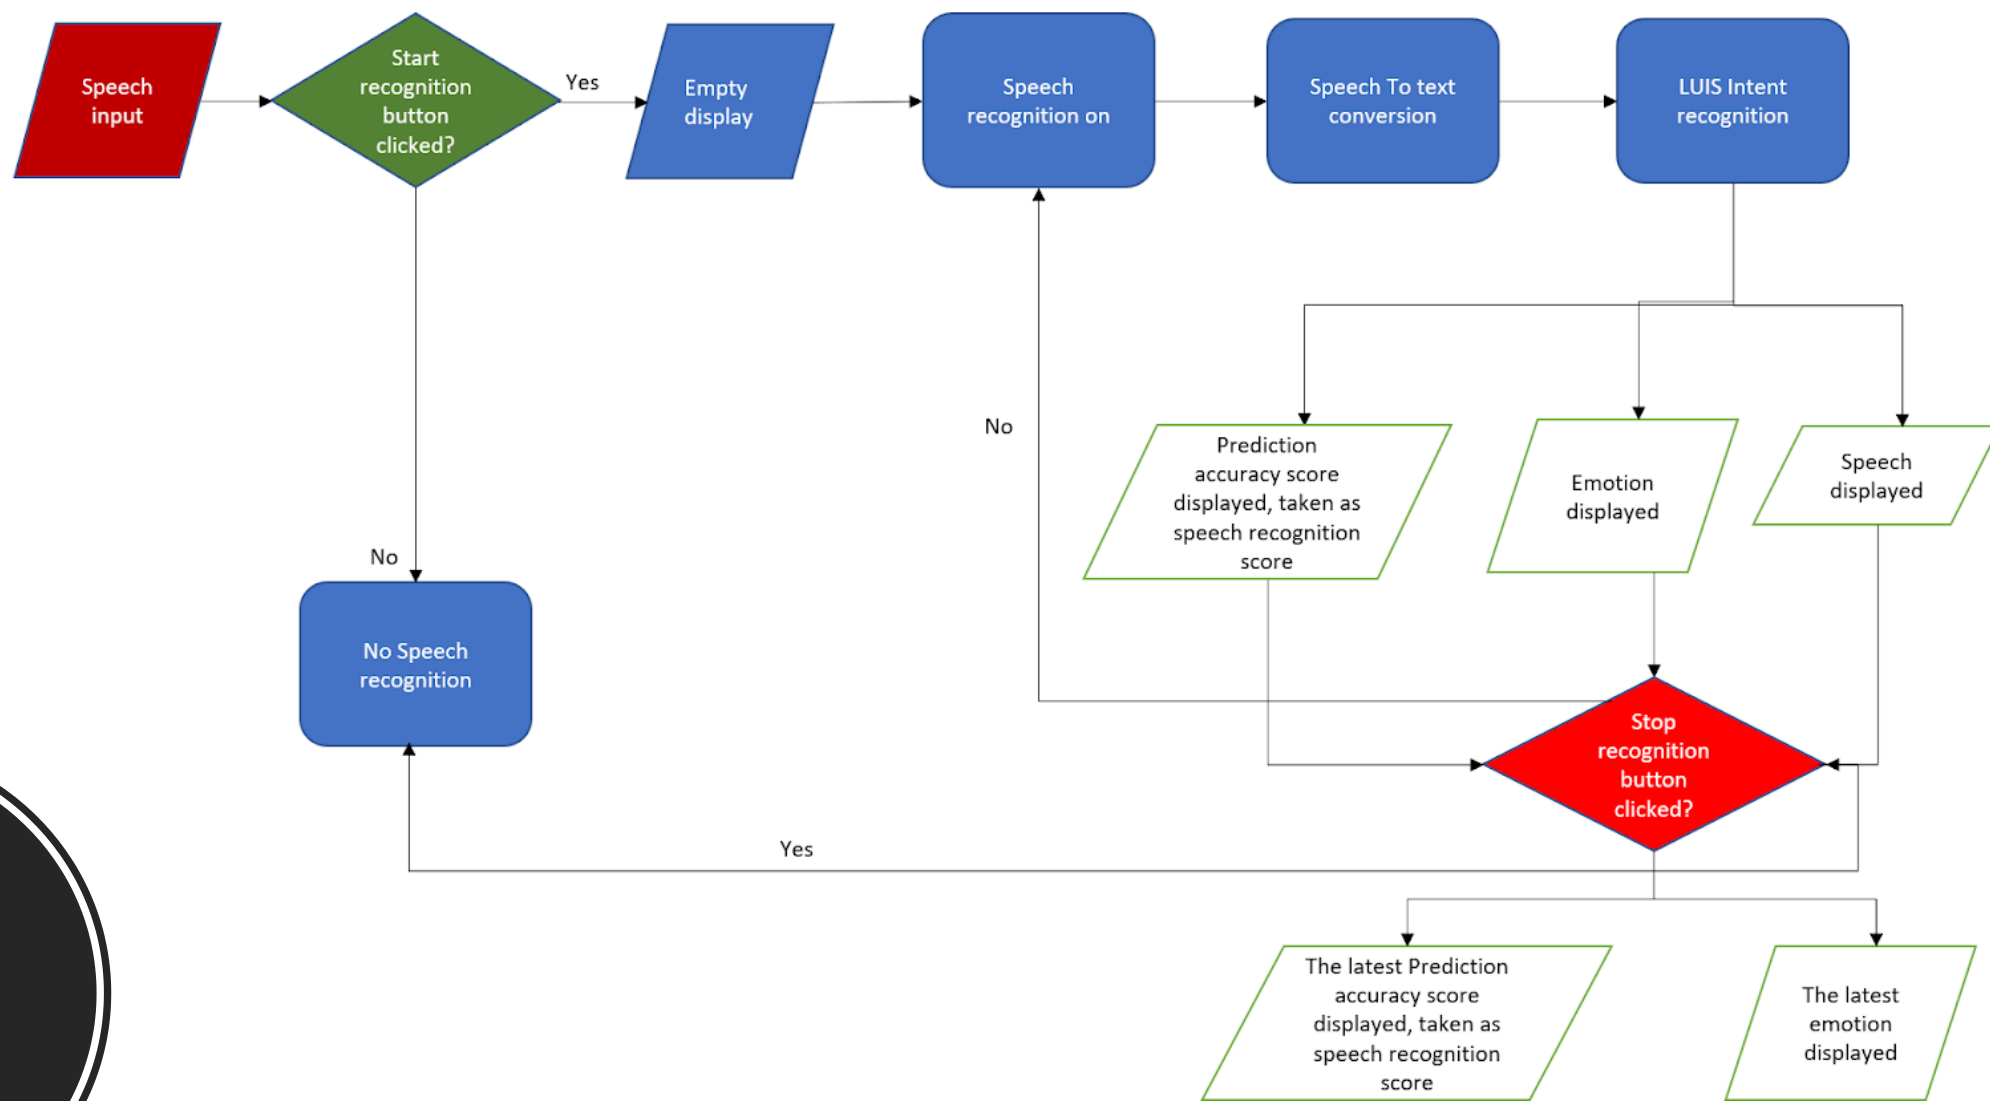 Speech
input
Start
recognition
button
clicked?
Yes
Empty
display
Speech
recognition on
Speech To text
conversion
LUIS Intent
recognition
No
Prediction
accuracy score
displayed, taken as
speech recognition
score
Emotion
displayed
Speech
displayed
No
No Speech
recognition
Stop
recognition
button
clicked?
Yes
The latest Prediction
accuracy score
displayed, taken as
speech recognition
score
The latest
emotion
displayed